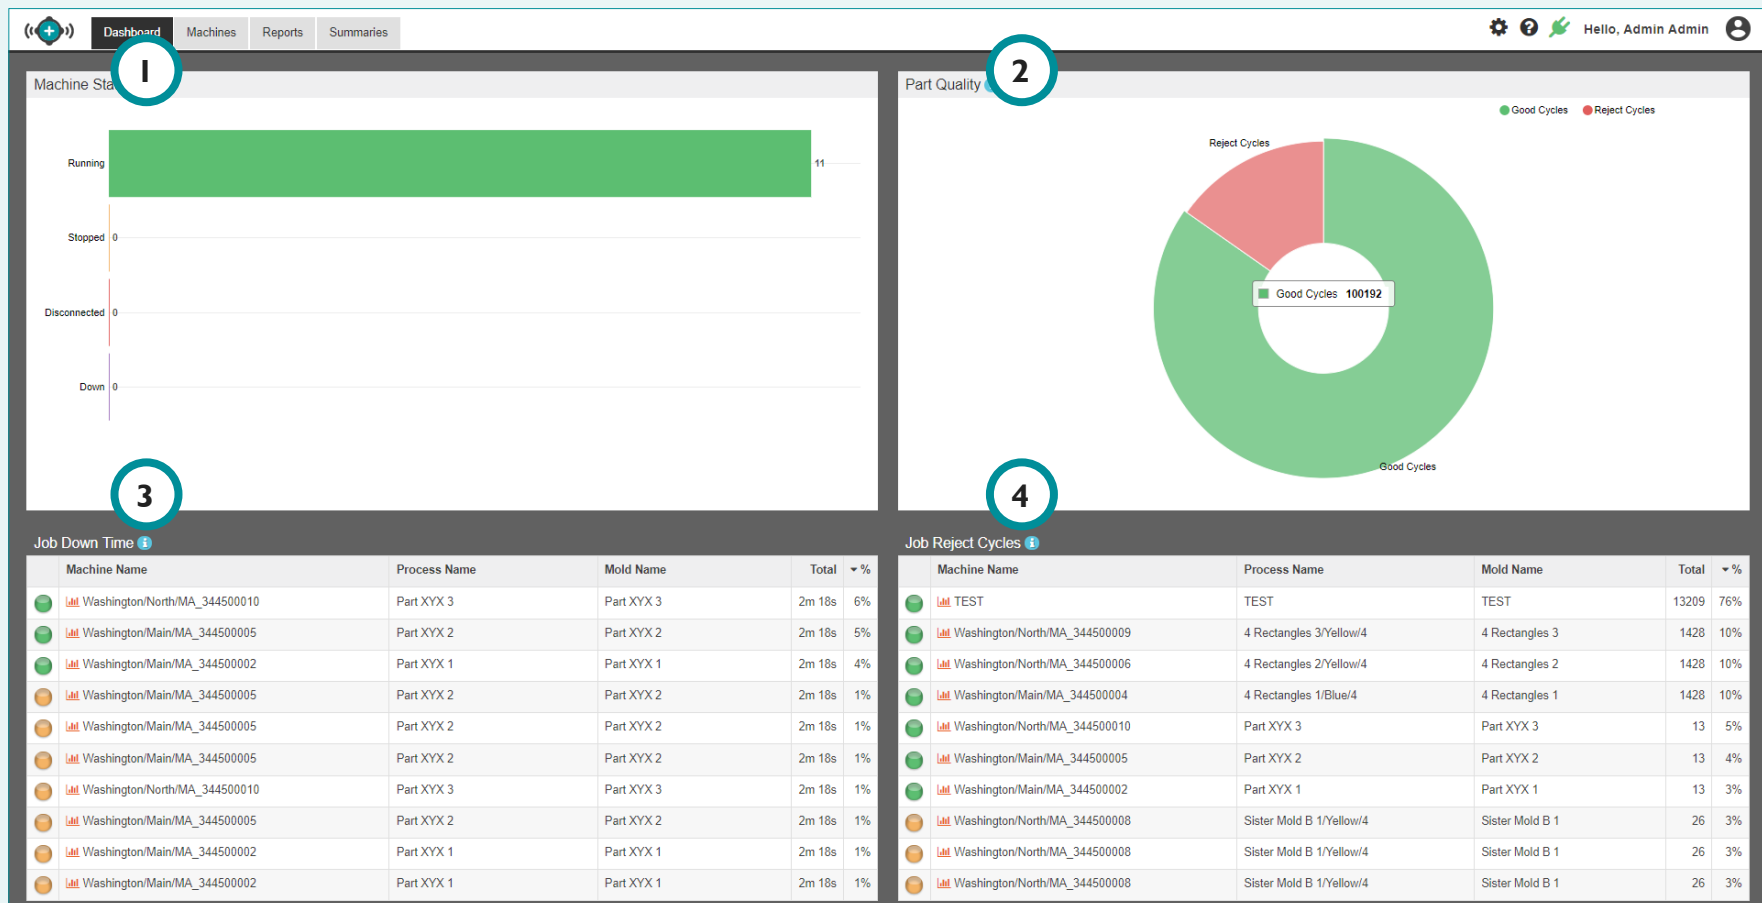 Dashboard Machines Reports Summaries Hello, Admin Admin
1
2
Machine Sta
Part Quality
Good Cycles Reject Cycles
Running 11
Stopped 0
Disconnected 0
Down 0
Reject Cycles
Good Cycles 100192
Good Cycles
3
4
Job Down Time
Machine Name Process Name Mold Name Total %
Washington/North/MA_344500010 Part XYX 3 Part XYX 3 2m 18s 6%
Washington/Main/MA_344500005 Part XYX 2 Part XYX 2 2m 18s 5%
Washington/Main/MA_344500002 Part XYX 1 Part XYX 1 2m 18s 4%
Washington/Main/MA_344500005 Part XYX 2 Part XYX 2 2m 18s 1%
Washington/Main/MA_344500005 Part XYX 2 Part XYX 2 2m 18s 1%
Washington/Main/MA_344500005 Part XYX 2 Part XYX 2 2m 18s 1%
Washington/North/MA_344500010 Part XYX 3 Part XYX 3 2m 18s 1%
Washington/Main/MA_344500005 Part XYX 2 Part XYX 2 2m 18s 1%
Washington/Main/MA_344500002 Part XYX 1 Part XYX 1 2m 18s 1%
Washington/Main/MA_344500002 Part XYX 1 Part XYX 1 2m 18s 1%
Job Reject Cycles
Machine Name Process Name Mold Name Total %
TEST TEST TEST 13209 76%
Washington/North/MA_344500009 4 Rectangles 3/Yellow/4 4 Rectangles 3 1428 10%
Washington/North/MA_344500006 4 Rectangles 2/Yellow/4 4 Rectangles 2 1428 10%
Washington/Main/MA_344500004 4 Rectangles 1/Blue/4 4 Rectangles 1 1428 10%
Washington/North/MA_344500010 Part XYX 3 Part XYX 3 13 5%
Washington/Main/MA_344500005 Part XYX 2 Part XYX 2 13 4%
Washington/Main/MA_344500002 Part XYX 1 Part XYX 1 13 3%
Washington/North/MA_344500008 Sister Mold B 1/Yellow/4 Sister Mold B 1 26 3%
Washington/North/MA_344500008 Sister Mold B 1/Yellow/4 Sister Mold B 1 26 3%
Washington/North/MA_344500008 Sister Mold B 1/Yellow/4 Sister Mold B 1 26 3%